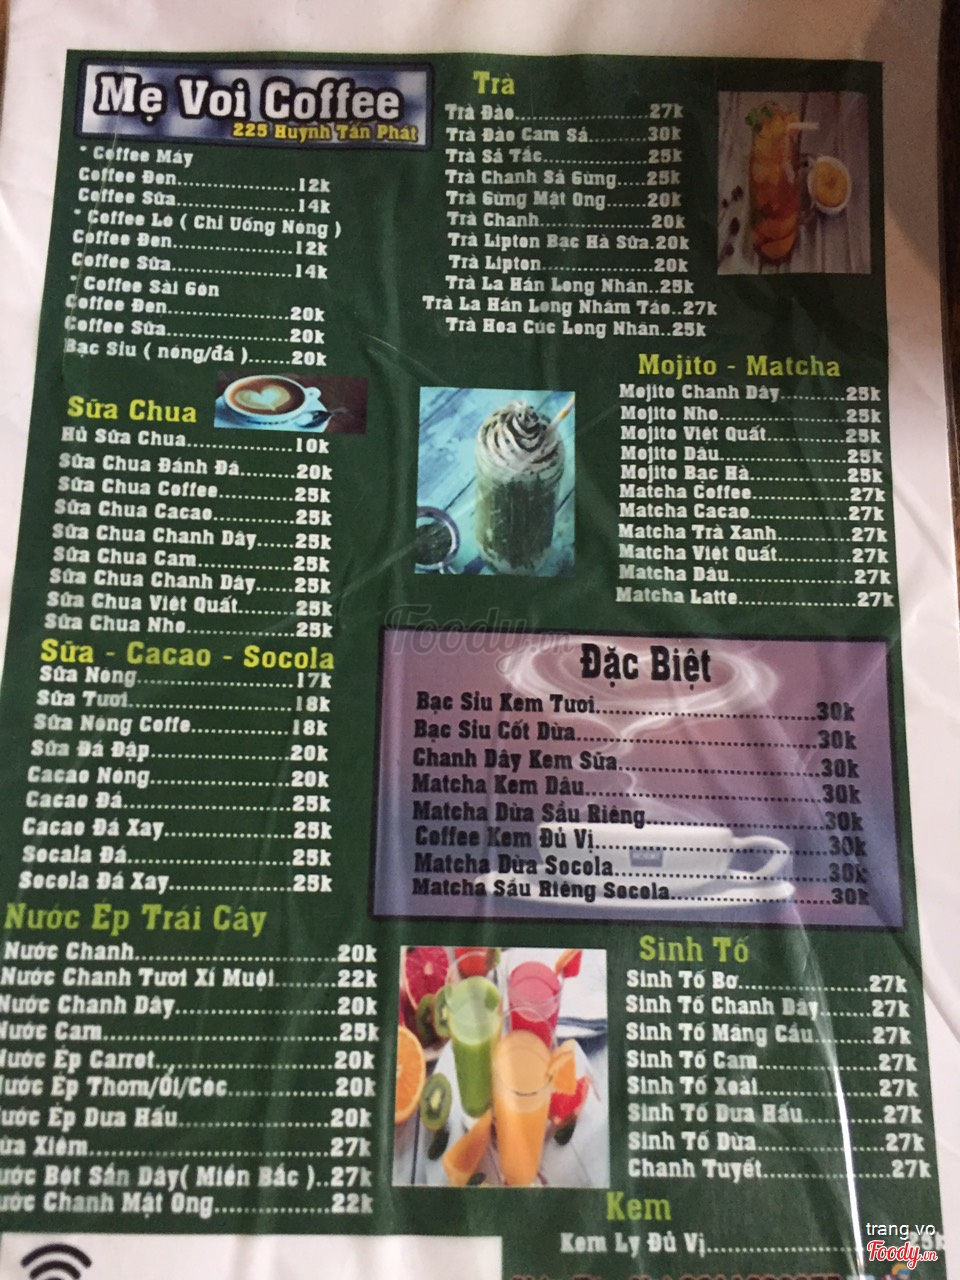 Mẹ Voi Coffee
225 Huỳnh Tấn Phát
* Coffee Máy
Coffee Đen....................12k
Coffee Sữa....................14k
* Coffee Ló ( Chỉ Uống Nóng )
Coffee Đen....................12k
Coffee Sữa....................14k
* Coffee Sài Gòn
Coffee Đen....................20k
Coffee Sữa....................20k
Bạc Sỉu ( nóng/đá ).......20k
Sữa Chua
Hủ Sữa Chua................10k
Sữa Chua Đánh Đá.........20k
Sữa Chua Coffee............25k
Sữa Chua Cacao............25k
Sữa Chua Chanh Dây......25k
Sữa Chua Cam...............25k
Sữa Chua Chanh Dây......25k
Sữa Chua Việt Quất........25k
Sữa Chua Nho...............25k
Sữa - Cacao - Socola
Sữa Nóng......................17k
Sữa Tươi.......................18k
Sữa Nóng Coffe..............18k
Sữa Đá Đập...................20k
Cacao Nóng...................20k
Cacao Đá......................25k
Cacao Đá Xay................25k
Socala Đá.....................25k
Socola Đá Xay...............25k
Nước Ép Trái Cây
Nước Chanh..........................20k
Nước Chanh Tươi Xí Muội........22k
Nước Chanh Dây....................20k
Nước Cam.............................25k
Nước Ép Carrot......................20k
Nước Ép Thơm/Ổi/Cóc............20k
Nước Ép Dưa Hấu..................20k
ừa Xiêm................................27k
ước Bột Sắn Dây( Miền Bắc )..27k
ước Chanh Mật Ong...............22k
Trà
Trà Đào........................27k
Trà Đào Cam Sả...........30k
Trà Sả Tắc...................25k
Trà Chanh Sả Gừng.....25k
Trà Gừng Mật Ong.......20k
Trà Chanh...................20k
Trà Lipton Bạc Hà Sữa.20k
Trà Lipton...................20k
Trà La Hán Long Nhãn..25k
Trà La Hán Long Nhãm Táo..27k
Trà Hoa Cúc Long Nhãn..25k
Mojito - Matcha
Mojito Chanh Dây...........25k
Mojito Nho.....................25k
Mojito Việt Quất.............25k
Mojito Dâu.....................25k
Mojito Bạc Hà................25k
Matcha Coffee................27k
Matcha Cacao................27k
Matcha Trà Xanh............27k
Matcha Việt Quất............27k
Matcha Dâu....................27k
Matcha Latte...................27k
Đặc Biệt
Bạc Sỉu Kem Tươi..............................30k
Bạc Sỉu Cốt Dừa................................30k
Chanh Dây Kem Sữa..........................30k
Matcha Kem Dâu...............................30k
Matcha Dừa Sầu Riêng.......................30k
Coffee Kem Đủ Vị..............................30k
Matcha Dừa Socola............................30k
Matcha Sầu Riêng Socola....................30k
Sinh Tố
Sinh Tố Bơ.................27k
Sinh Tố Chanh Dây.......27k
Sinh Tố Mãng Cầu.......27k
Sinh Tố Cam...............27k
Sinh Tố Xoài...............27k
Sinh Tố Dưa Hấu.........27k
Sinh Tố Dừa................27k
Chanh Tuyết................27k
Kem
Kem Ly Đủ Vị..........................25k
Foody.vn
trang.vo
Foody.vn